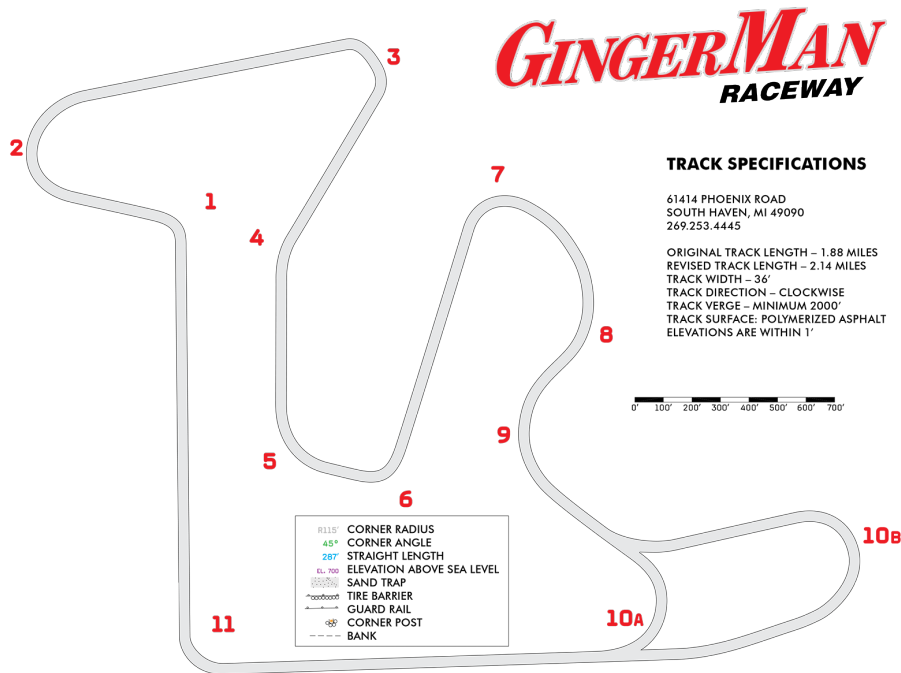 GINGERMAN
RACEWAY
TRACK SPECIFICATIONS
61414 PHOENIX ROAD
SOUTH HAVEN, MI 49090
269.253.4445
ORIGINAL TRACK LENGTH – 1.88 MILES
REVISED TRACK LENGTH – 2.14 MILES
TRACK WIDTH – 36'
TRACK DIRECTION – CLOCKWISE
TRACK VERGE – MINIMUM 2000'
TRACK SURFACE: POLYMERIZED ASPHALT
ELEVATIONS ARE WITHIN 1'
0' 100' 200' 300' 400' 500' 600' 700'
3
2
1
7
4
8
9
5
6
10B
10A
11
R115' CORNER RADIUS
45° CORNER ANGLE
287' STRAIGHT LENGTH
EL. 700 ELEVATION ABOVE SEA LEVEL
SAND TRAP
TIRE BARRIER
GUARD RAIL
CORNER POST
BANK